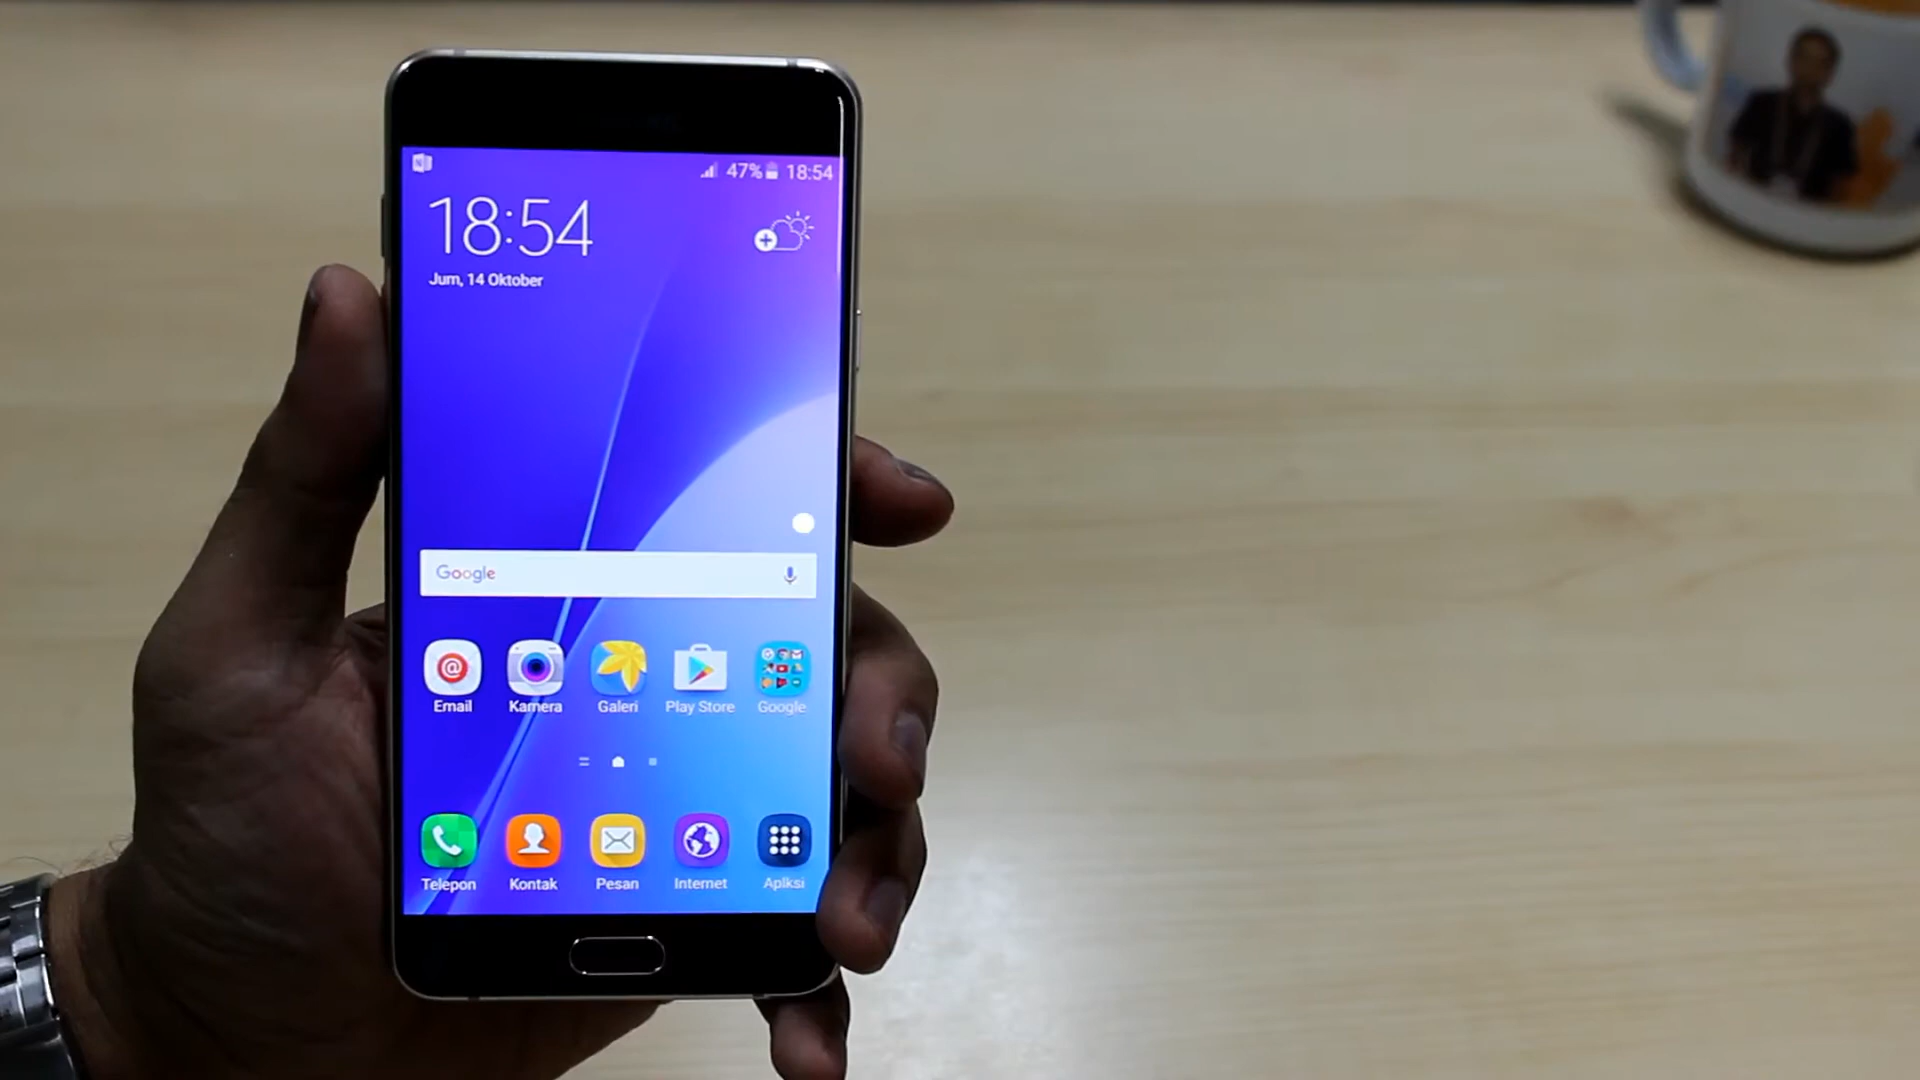 47% 18:54
18:54
Jum, 14 Oktober
Google
Email Kamera Galeri Play Store Google
Telepon Kontak Pesan Internet Aplksi